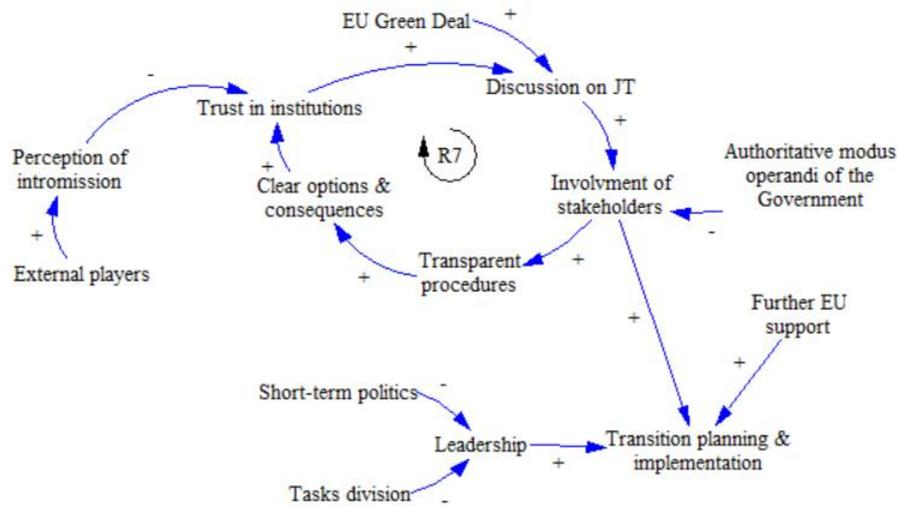 EU Green Deal
+
+
-
Discussion on JT
Trust in institutions
+
Perception of
intromission
R7
Authoritative modus
operandi of the
Government
+
Clear options &
consequences
Involvment of
stakeholders
-
+
External players
Transparent
procedures
+
+
Further EU
support
+
+
Short-term politics
-
Leadership
+
Transition planning &
implementation
Tasks division
-